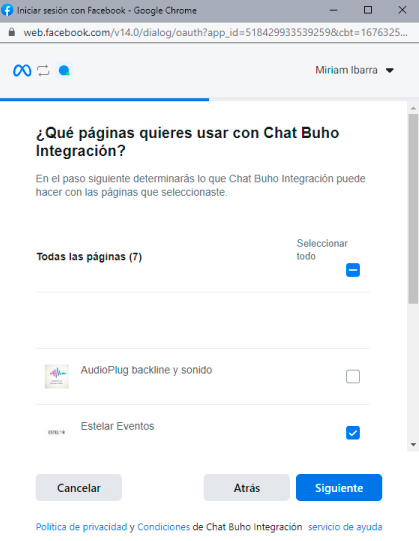 Iniciar sesión con Facebook - Google Chrome
web.facebook.com/v14.0/dialog/oauth?app_id=518429933539259&cbt=1676325...
Miriam Ibarra
¿Qué páginas quieres usar con Chat Buho
Integración?
En el paso siguiente determinarás lo que Chat Buho Integración puede
hacer con las páginas que seleccionaste.
Seleccionar
todo
Todas las páginas (7)
AudioPlug backline y sonido
Estelar Eventos
Cancelar
Atrás
Siguiente
Política de privacidad y Condiciones de Chat Buho Integración servicio de ayuda